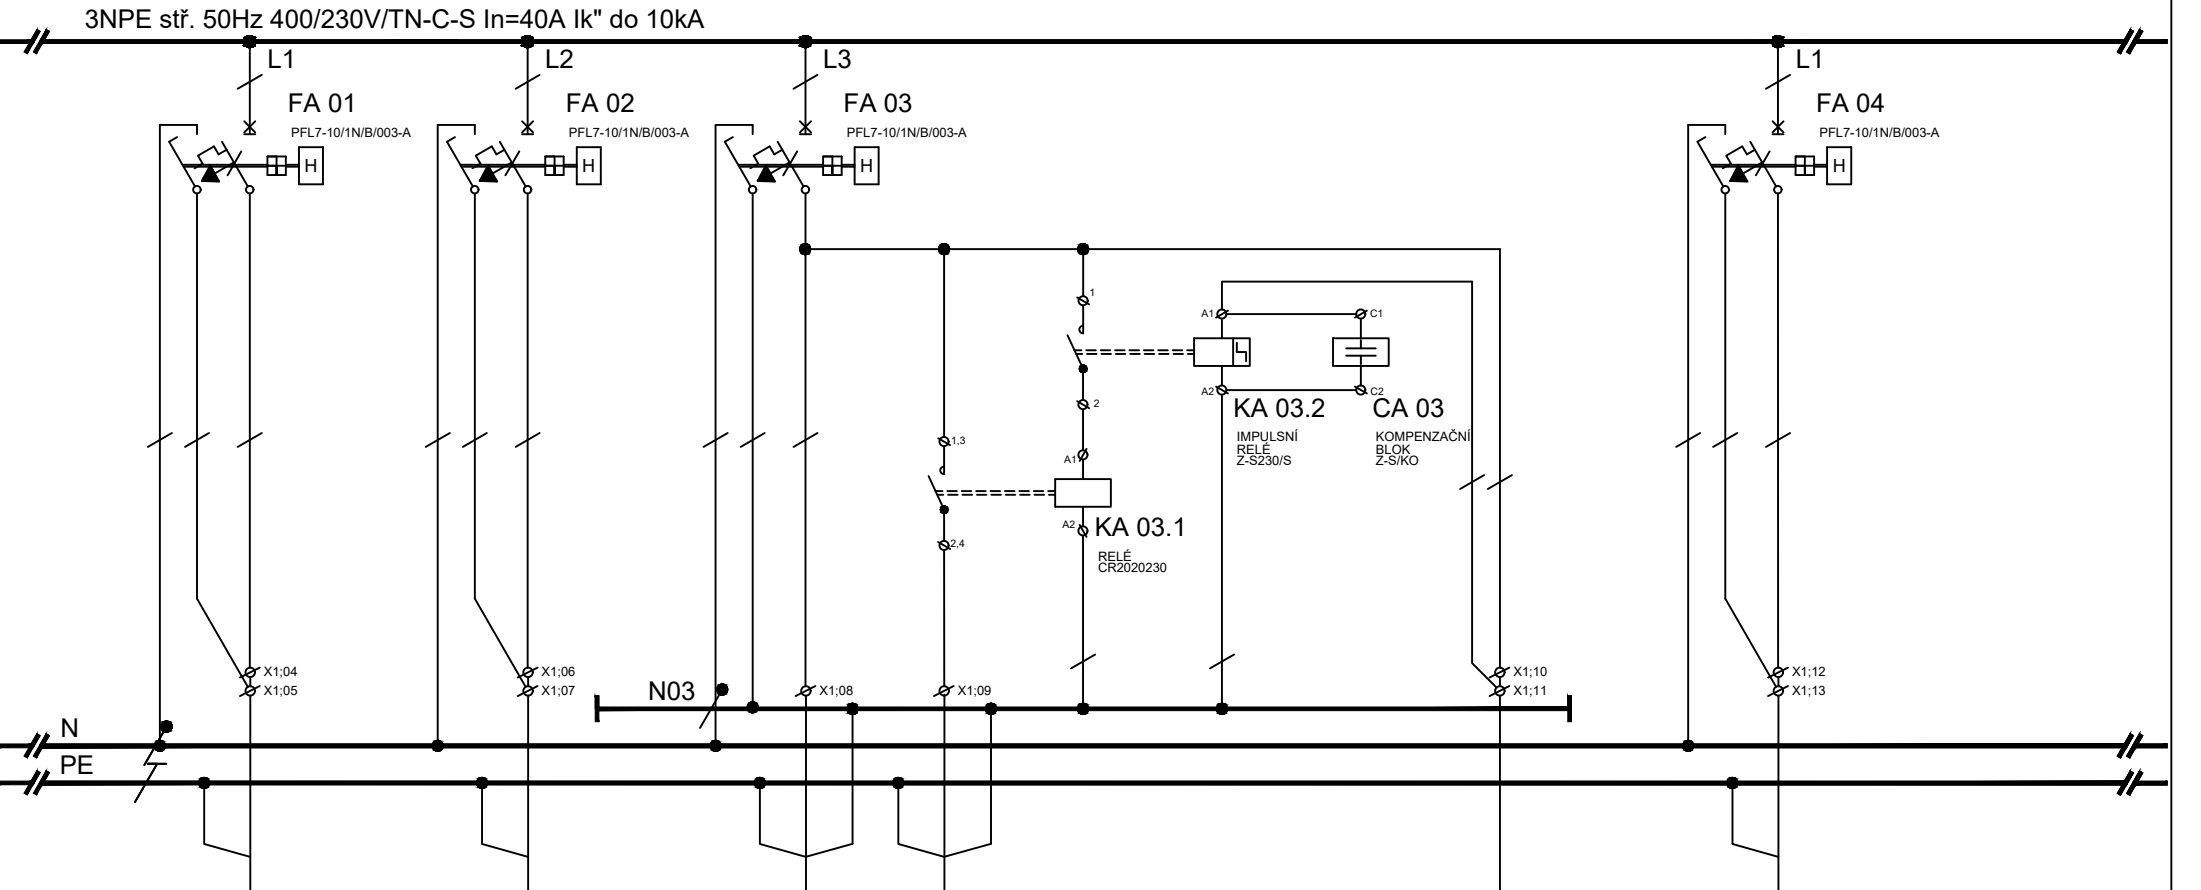 3NPE stř. 50Hz 400/230V/TN-C-S In=40A Ik" do 10kA
L1
L2
L3
L1
FA 01
FA 02
FA 03
FA 04
PFL7-10/1N/B/003-A
PFL7-10/1N/B/003-A
PFL7-10/1N/B/003-A
PFL7-10/1N/B/003-A
H
H
H
H
1
A1
C1
A2
C2
2
KA 03.2
CA 03
IMPULSNÍ
RELÉ
Z-S230/S
KOMPENZAČNÍ
BLOK
Z-S/KO
1,3
A1
A2
KA 03.1
2,4
RELÉ
CR2020230
X1;04
X1;05
X1;06
X1;07
N03
X1;08
X1;09
X1;10
X1;11
X1;12
X1;13
N
PE